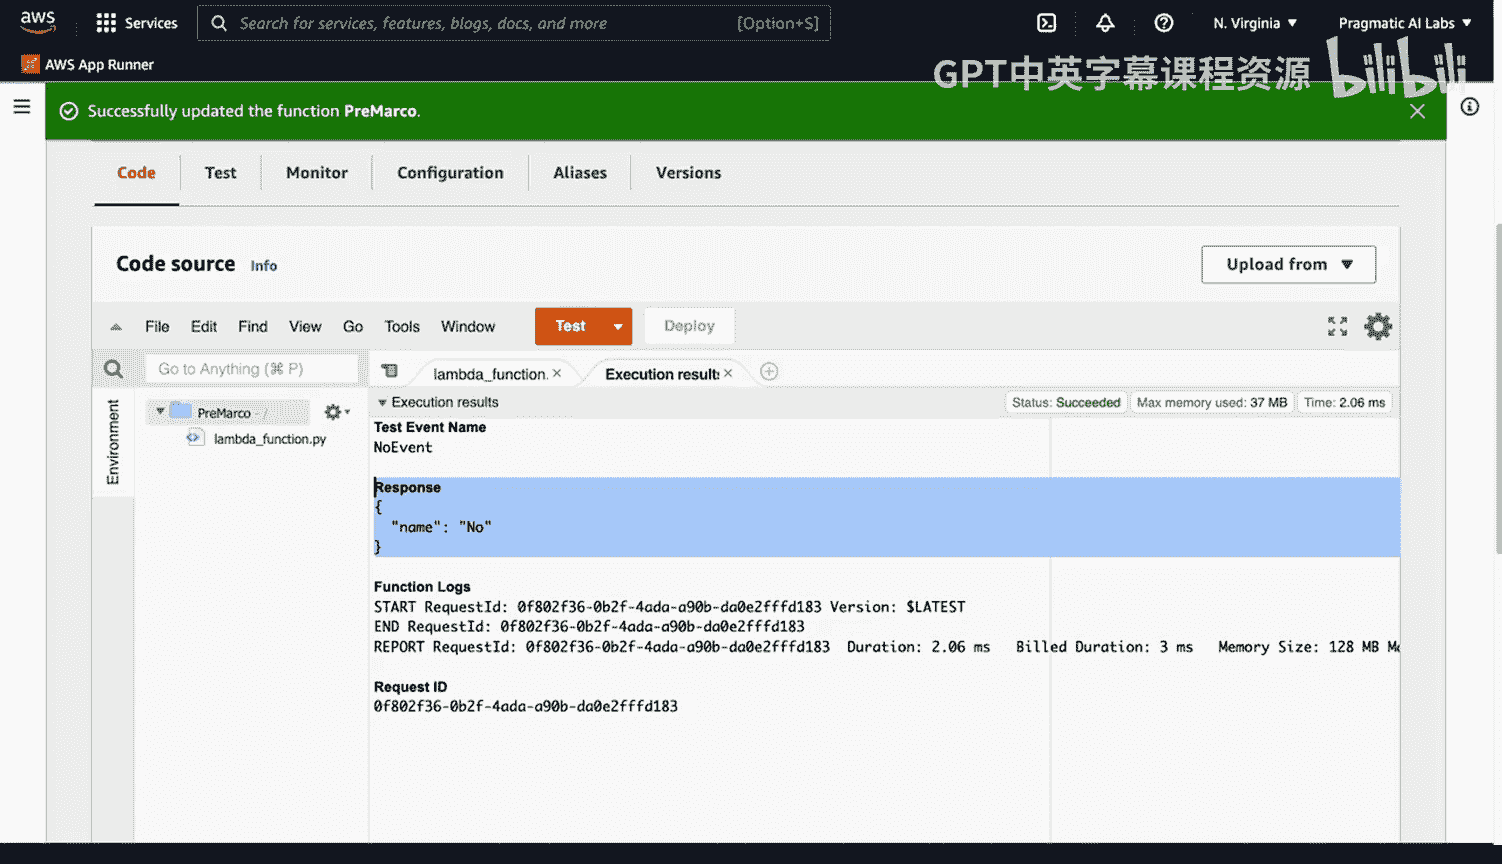 aws
Services
Search for services, features, blogs, docs, and more
[Option+S]
N. Virginia
Pragmatic AI Labs
AWS App Runner
GPT中英字幕课程资源
bilibili
Successfully updated the function PreMarco.
Code
Test
Monitor
Configuration
Aliases
Versions
Code source
Info
Upload from
File
Edit
Find
View
Go
Tools
Window
Test
Deploy
Go to Anything (⌘ P)
lambda_function.
Execution results
Environment
PreMarco - /
lambda_function.py
Execution results
Status: Succeeded
Max memory used: 37 MB
Time: 2.06 ms
Test Event Name
NoEvent
Response
{
"name": "No"
}
Function Logs
START RequestId: 0f802f36-0b2f-4ada-a90b-da0e2fffd183 Version: $LATEST
END RequestId: 0f802f36-0b2f-4ada-a90b-da0e2fffd183
REPORT RequestId: 0f802f36-0b2f-4ada-a90b-da0e2fffd183 Duration: 2.06 ms Billed Duration: 3 ms Memory Size: 128 MB
Request ID
0f802f36-0b2f-4ada-a90b-da0e2fffd183